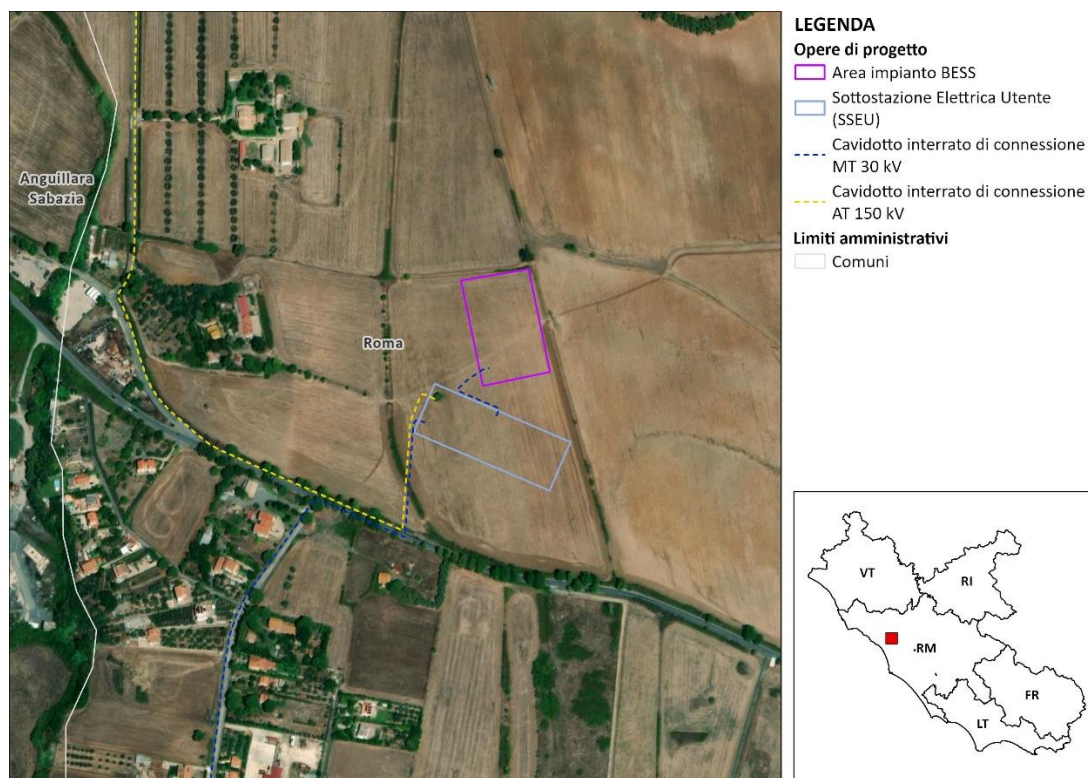 LEGENDA
Opere di progetto
Area impianto BESS
Sottostazione Elettrica Utente
(SSEU)
Cavidotto interrato di connessione
MT 30 kV
Cavidotto interrato di connessione
AT 150 kV
Limiti amministrativi
Comuni
Anguillara
Sabazia
Roma
VT
RI
RM
FR
LT